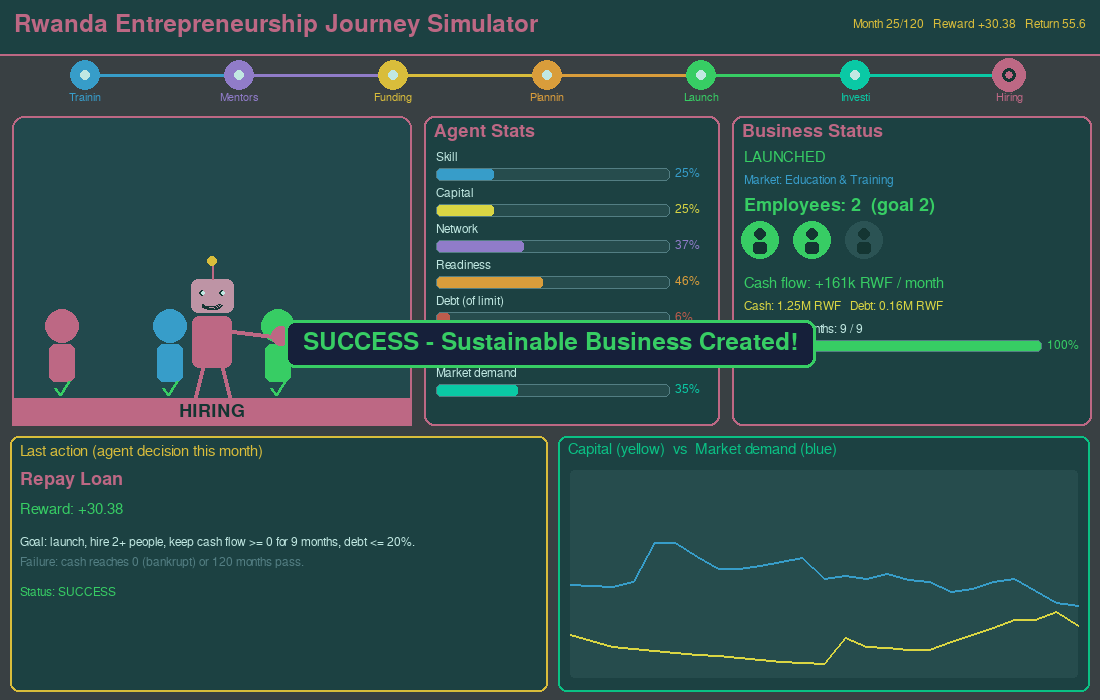 Rwanda Entrepreneurship Journey Simulator
Month 25/120   Reward +30.38   Return 55.6
Trainin
Mentors
Funding
Plannin
Launch
Investi
Hiring
HIRING
Agent Stats
Skill
25%
Capital
25%
Network
37%
Readiness
46%
Debt (of limit)
6%
Market demand
35%
Business Status
LAUNCHED
Market: Education & Training
Employees: 2  (goal 2)
Cash flow: +161k RWF / month
Cash: 1.25M RWF   Debt: 0.16M RWF
nths: 9 / 9
100%
SUCCESS - Sustainable Business Created!
Last action (agent decision this month)
Repay Loan
Reward: +30.38
Goal: launch, hire 2+ people, keep cash flow >= 0 for 9 months, debt <= 20%.
Failure: cash reaches 0 (bankrupt) or 120 months pass.
Status: SUCCESS
Capital (yellow)  vs  Market demand (blue)